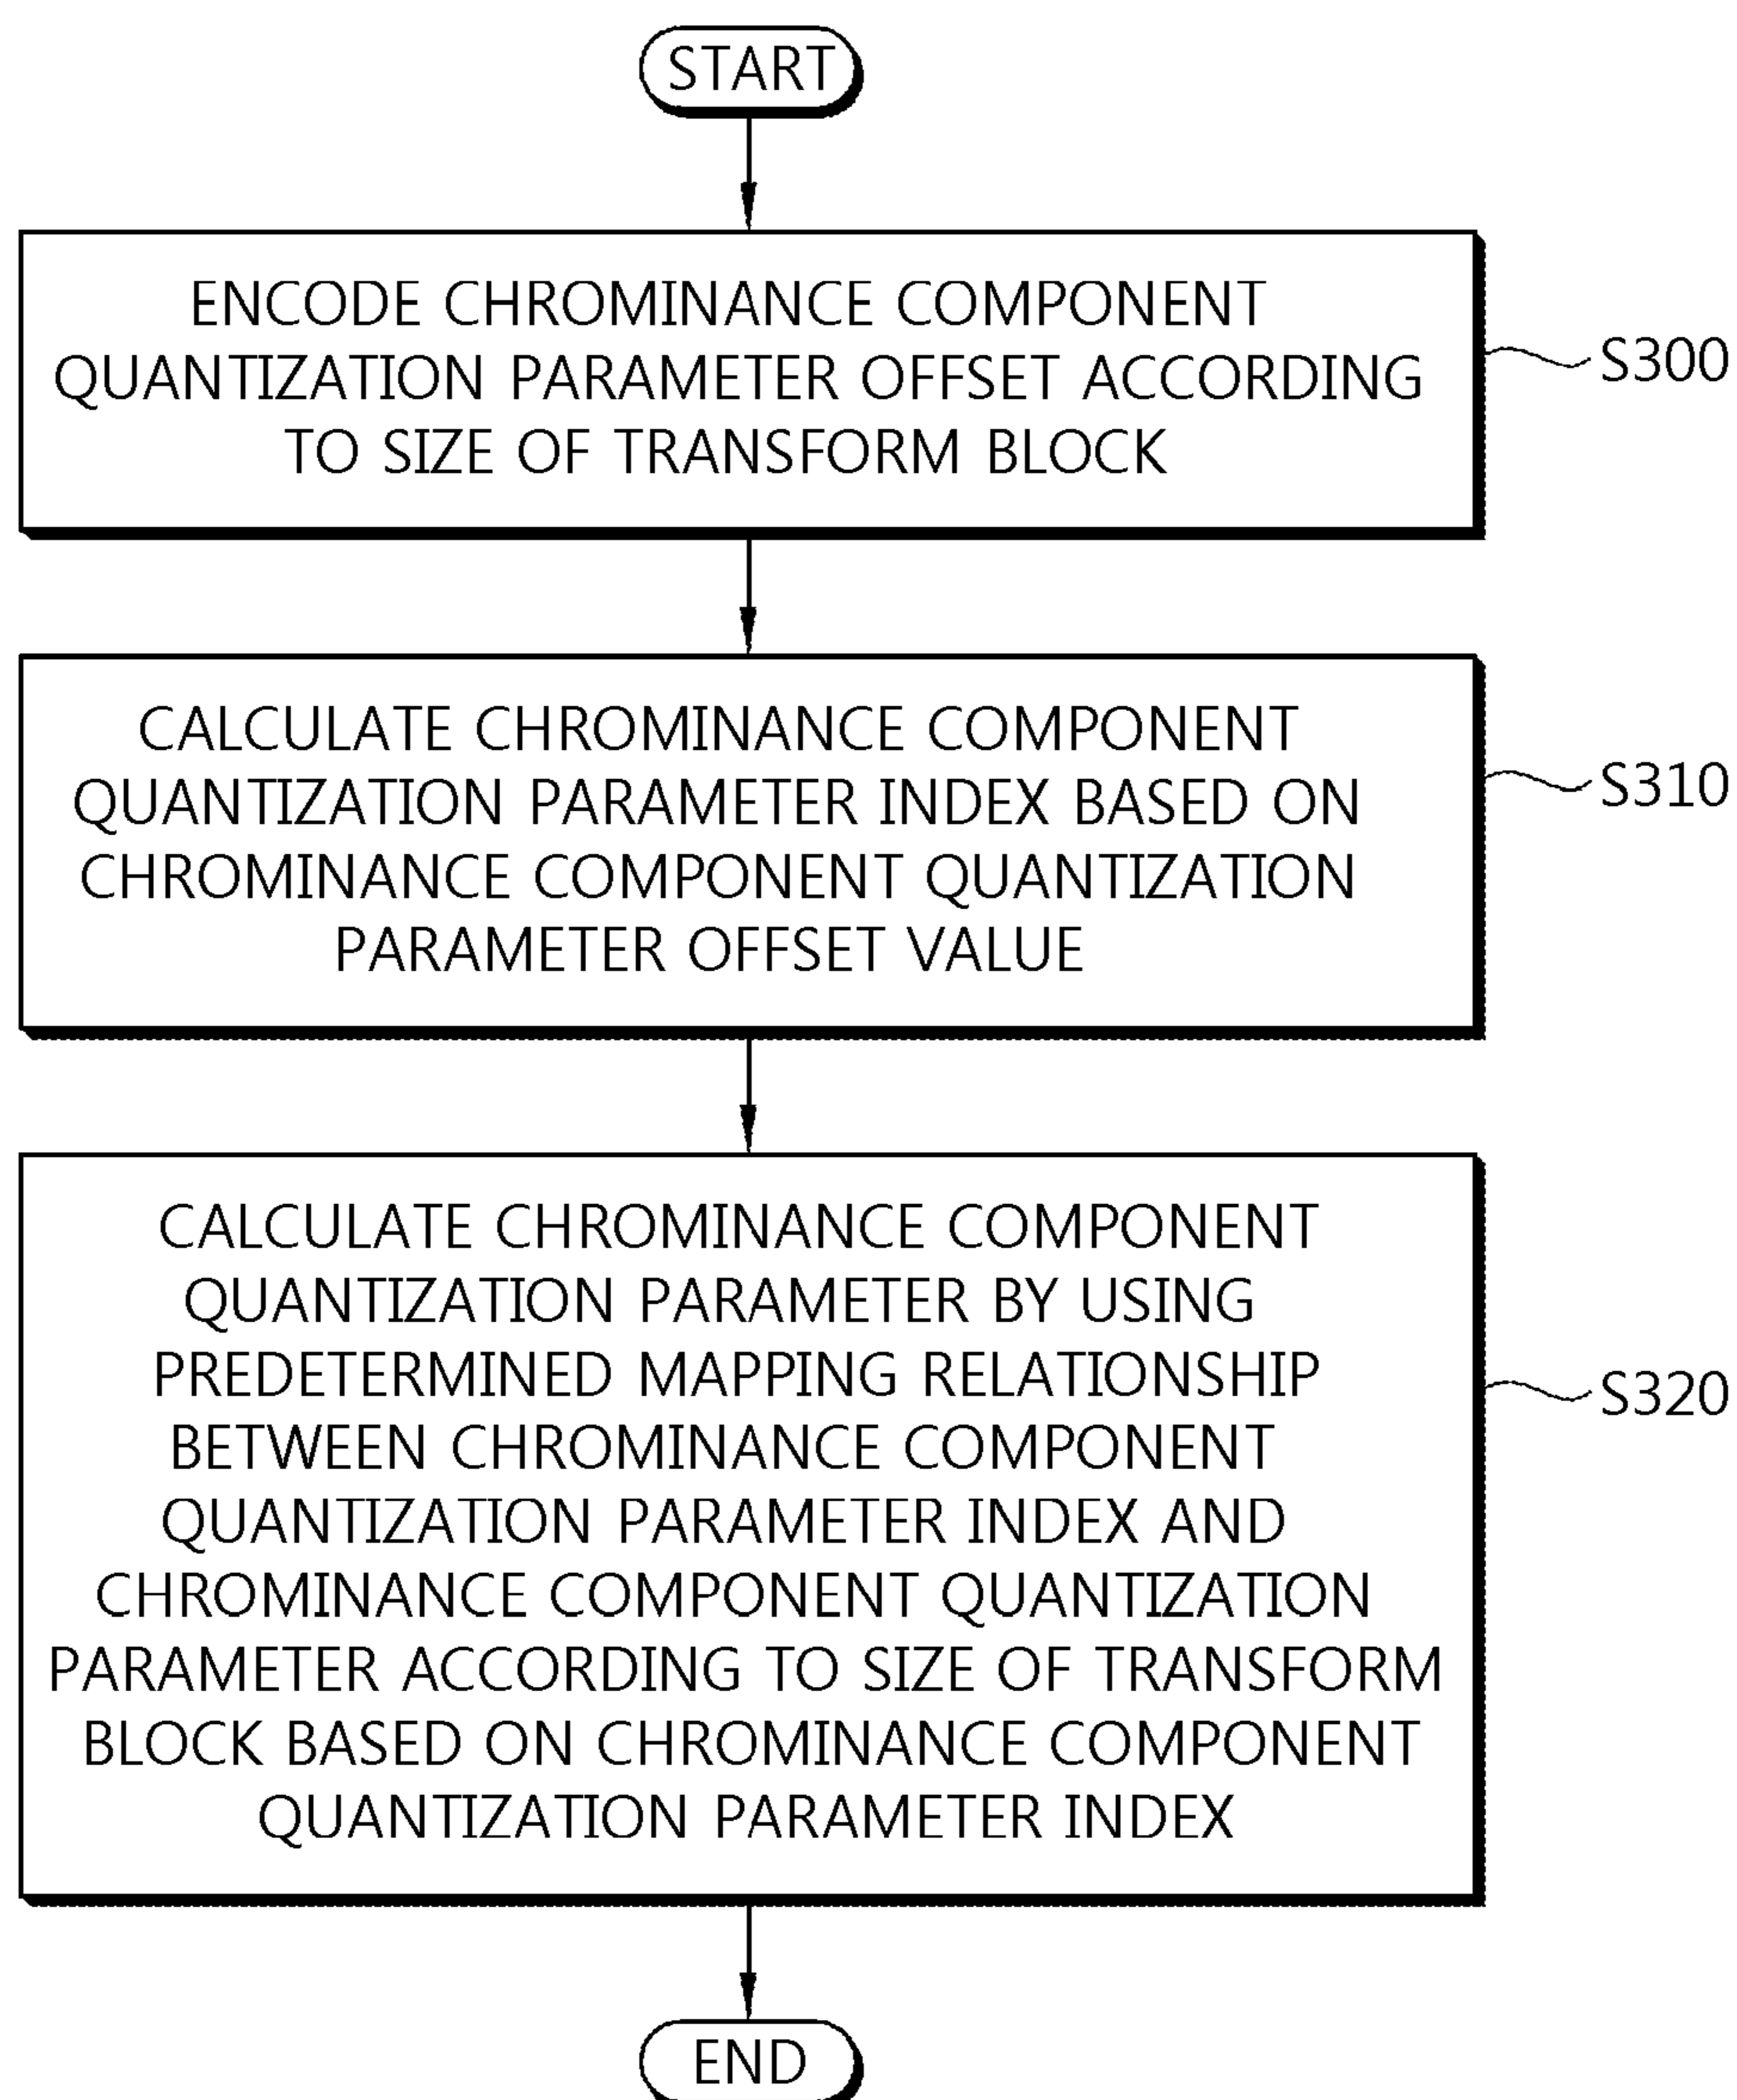 START
ENCODE CHROMINANCE COMPONENT
QUANTIZATION PARAMETER OFFSET ACCORDING
TO SIZE OF TRANSFORM BLOCK
S300
CALCULATE CHROMINANCE COMPONENT
QUANTIZATION PARAMETER INDEX BASED ON
CHROMINANCE COMPONENT QUANTIZATION
PARAMETER OFFSET VALUE
S310
CALCULATE CHROMINANCE COMPONENT
QUANTIZATION PARAMETER BY USING
PREDETERMINED MAPPING RELATIONSHIP
BETWEEN CHROMINANCE COMPONENT
QUANTIZATION PARAMETER INDEX AND
CHROMINANCE COMPONENT QUANTIZATION
PARAMETER ACCORDING TO SIZE OF TRANSFORM
BLOCK BASED ON CHROMINANCE COMPONENT
QUANTIZATION PARAMETER INDEX
S320
END